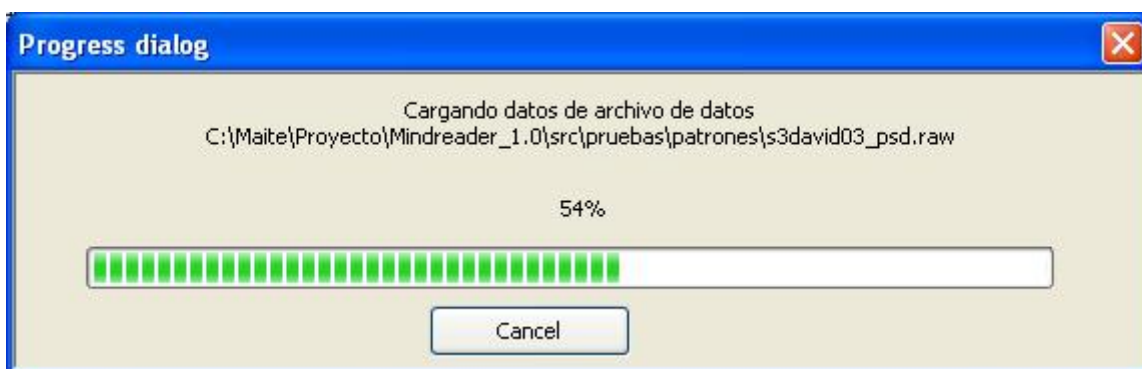 Progress dialog
Cargando datos de archivo de datos
C:\Maite\Proyecto\Mindreader_1.0\src\pruebas\patrones\s3david03_psd.raw
54%
Cancel